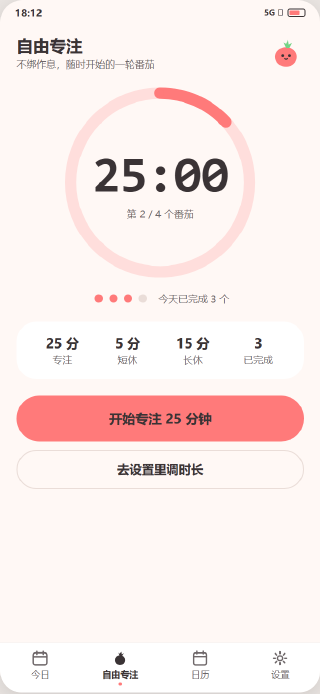 18:12
5G
自由专注
不绑作息，随时开始的一轮番茄
25:00
第 2 / 4 个番茄
今天已完成 3 个
25 分
5 分
15 分
3
专注
短休
长休
已完成
开始专注 25 分钟
去设置里调时长
今日
自由专注
日历
设置